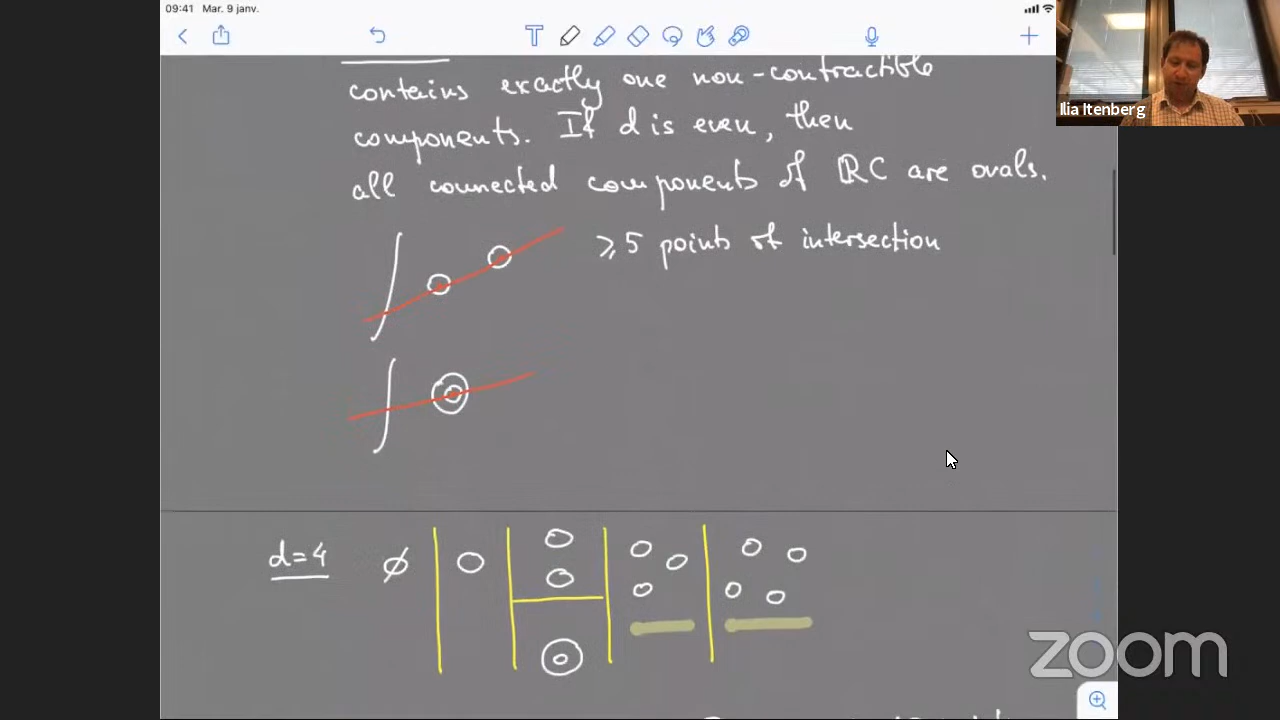 09:41 Mar. 9 janv.
contains exactly one non-contractible
components. If d is even, then
all connected components of ℝC are ovals.
⩾ 5 points of intersection
d=4 ∅
Ilia Itenberg
zoom